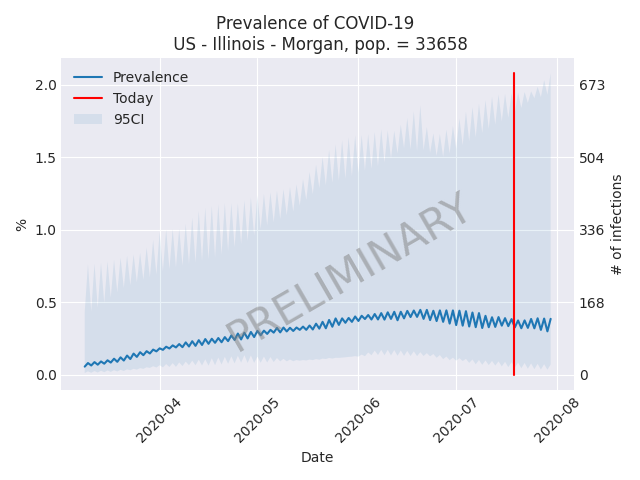 Prevalence of COVID-19
US - Illinois - Morgan, pop. = 33658
Prevalence
Today
95CI
PRELIMINARY
%
2.0
1.5
1.0
0.5
0.0
673
504
336
168
0
# of infections
2020-04
2020-05
2020-06
2020-07
2020-08
Date